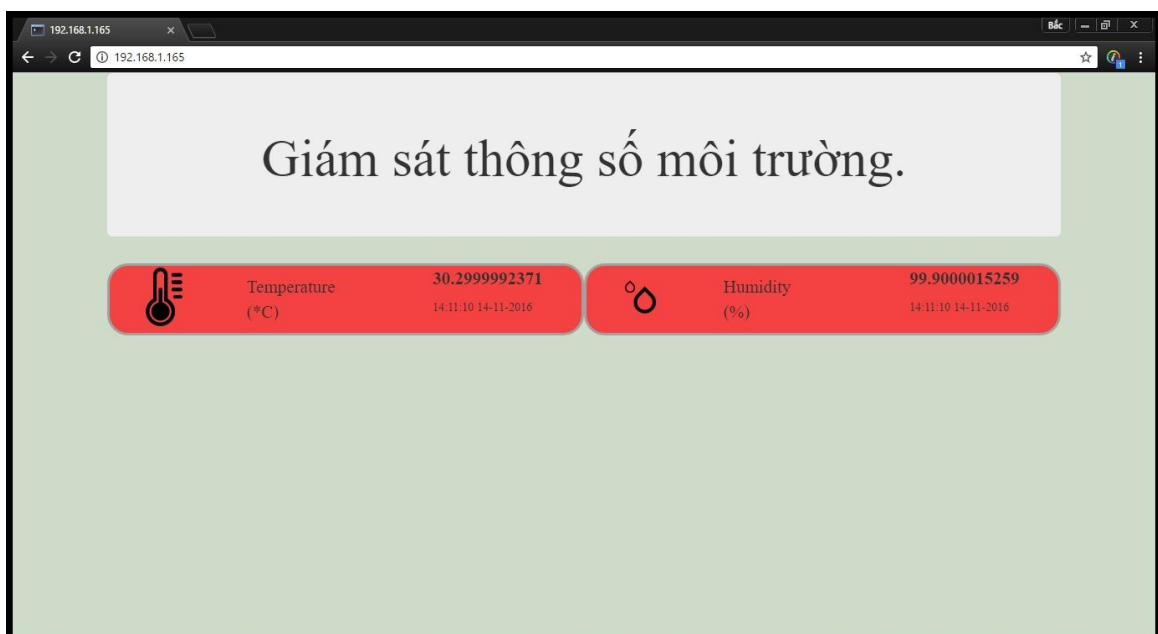 192.168.1.165
Bắc
192.168.1.165
1
Giám sát thông số môi trường.
Temperature
(*C)
30.2999992371
14:11:10 14-11-2016
Humidity
(%)
99.9000015259
14:11:10 14-11-2016